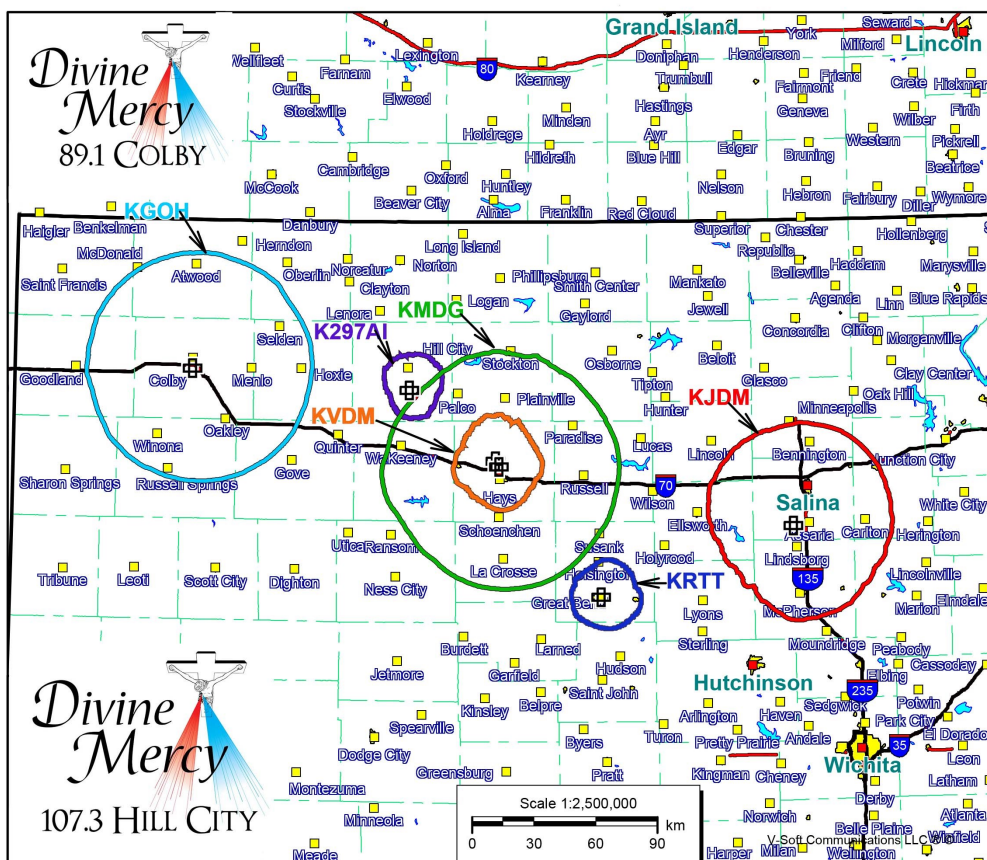 Divine
Mercy
89.1 COLBY
Grand Island
Seward
York
Lincoln
Wellfleet
Farnam
Lexington
Kearney
Doniphan
Henderson
Milford
Trumbull
80
Curtis
Elwood
Fairmont
Friend
Crete
Hickman
Stockville
Minden
Hastings
Geneva
Wilber
Firth
Holdrege
Ayr
Edgar
Bruning
Western
Pickrell
Cambridge
Hildreth
Blue Hill
Beatrice
McCook
Oxford
Huntley
Nelson
Hebron
Fairbury
Diller
Wymore
Beaver City
Alma
Franklin
Red Cloud
KGOH
Haigler
Benkelman
Danbury
Superior
Chester
Hollenberg
McDonald
Herndon
Long Island
Republic
Saint Francis
Atwood
Oberlin
Norcatur
Norton
Phillipsburg
Smith Center
Mankato
Belleville
Haddam
Marysville
Clayton
Logan
Gaylord
Jewell
Agenda
Linn
Blue Rapids
Lenora
KMDG
Concordia
Clifton
Selden
K297AI
Hill City
Stockton
Osborne
Beloit
Morganville
Goodland
Colby
Menlo
Hoxie
Tipton
Glasco
Clay Center
Palco
Plainville
Hunter
KJDM
Minneapolis
Oak Hill
Oakley
KVDM
Winona
Quinter
WaKeeney
Paradise
Lucas
Lincoln
Bennington
Junction City
Sharon Springs
Russell Springs
Gove
Hays
Russell
Wilson
70
Salina
White City
Schoenchen
Ellsworth
Assaria
Carlton
Herington
Utica
Ransom
Susank
Holyrood
Lindsborg
Tribune
Leoti
Scott City
Dighton
Ness City
La Crosse
Hoisington
KRTT
135
Lincolnville
Great Bend
Lyons
McPherson
Marion
Elmdale
Sterling
Moundridge
Peabody
Burdett
Larned
Hudson
Hutchinson
Elbing
Cassoday
Divine
Mercy
107.3 HILL CITY
Jetmore
Garfield
Saint John
235
Kinsley
Belpre
Arlington
Haven
Sedgwick
Potwin
Park City
Spearville
Byers
Turon
Pretty Prairie
Andale
El Dorado
35
Dodge City
Wichita
Leon
Greensburg
Pratt
Kingman
Cheney
Latham
Montezuma
Derby
Minneola
Scale 1:2,500,000
Norwich
Belle Plaine
Atlanta
0 30 60 90 km
V-Soft Communications LLC
Winfield
Meade
Harper
Milan
Wellington